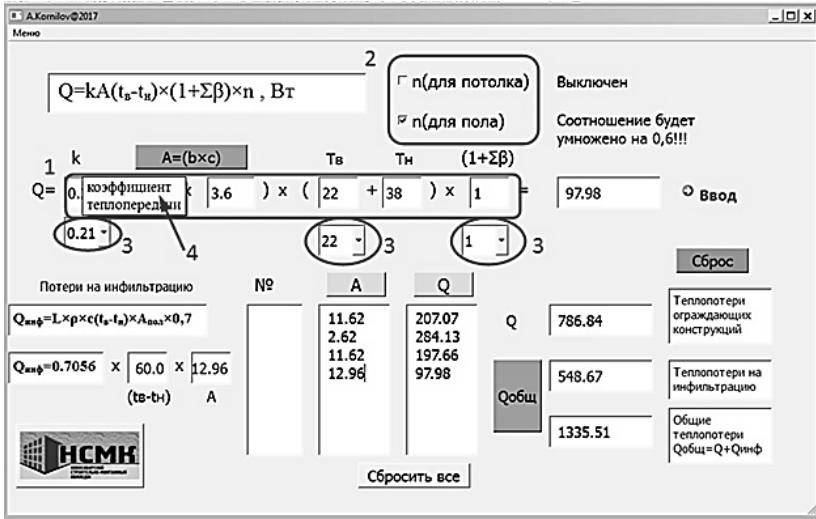 A.Kornilov@2017
Меню
Q=kA(tв-tн)×(1+Σβ)×n , Вт
2
n(для потолка)
Выключен
n(для пола)
Соотношение будет
умножено на 0,6!!!
1
k
A=(b×c)
Тв
Тн
(1+Σβ)
Q=
0.
коэффициент
теплопередачи
3.6
) x (
22
+
38
) x
1
=
97.98
Ввод
0.21
3
4
22
3
1
3
Сброс
Потери на инфильтрацию
№
A
Q
Qинф=L×ρ×c(tв-tн)×Aпол×0,7
Qинф=0.7056
x
60.0
x
12.96
(tв-tн)
A
11.62
2.62
11.62
12.96
207.07
284.13
197.66
97.98
Q
786.84
Теплопотери
ограждающих
конструкций
Qобщ
548.67
Теплопотери на
инфильтрацию
1335.51
Общие
теплопотери
Qобщ=Q+Qинф
НСМК
Сбросить все